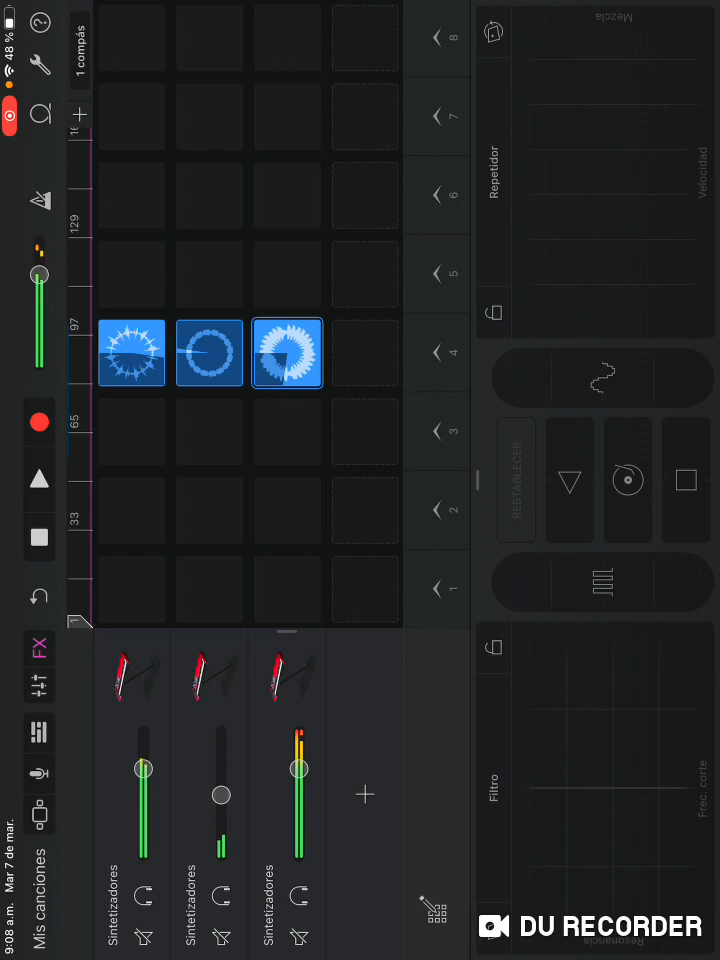 9:08 a.m. Mar 7 de mar.
48 %
Mis canciones
FX
1
33
65
97
129
16
+
1 compás
Sintetizadores
Sintetizadores
Sintetizadores
1
2
3
4
5
6
7
8
Filtro
Frec. corte
Resonancia
RESTABLECER
Repetidor
Velocidad
Mezcla
DU RECORDER